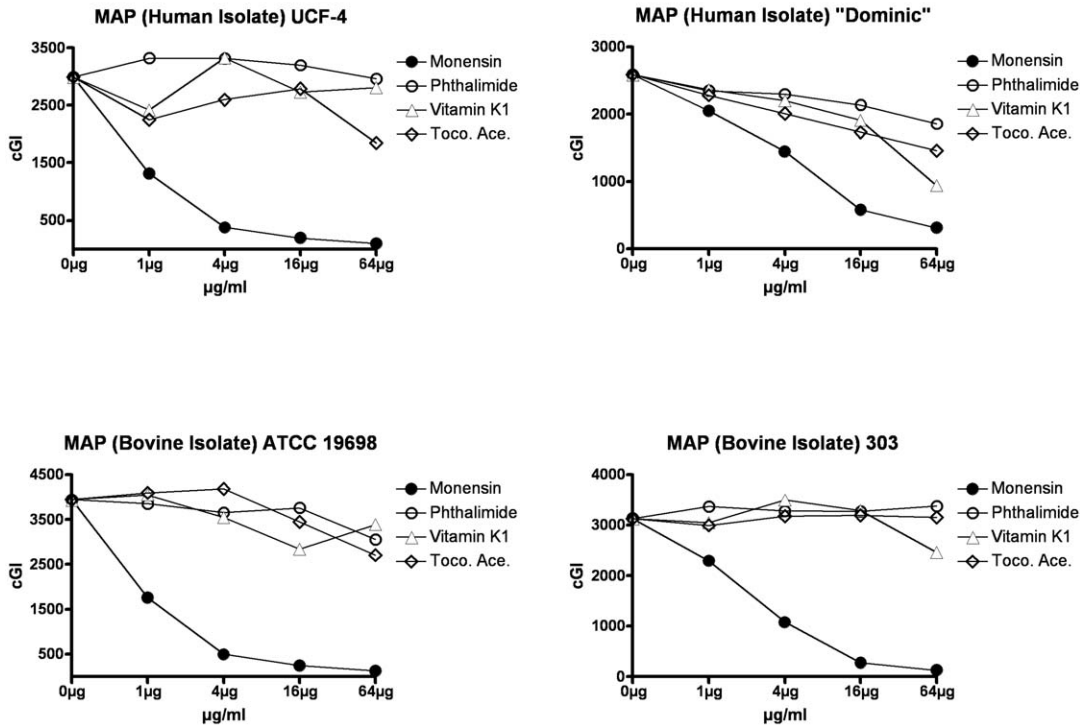 MAP (Human Isolate) UCF-4
3500
2500
1500
500
cGI
0µg 1µg 4µg 16µg 64µg
µg/ml
Monensin
Phthalimide
Vitamin K1
Toco. Ace.
MAP (Human Isolate) "Dominic"
3000
2000
1000
0
cGI
0µg 1µg 4µg 16µg 64µg
µg/ml
Monensin
Phthalimide
Vitamin K1
Toco. Ace.
MAP (Bovine Isolate) ATCC 19698
4500
3500
2500
1500
500
cGI
0µg 1µg 4µg 16µg 64µg
µg/ml
Monensin
Phthalimide
Vitamin K1
Toco. Ace.
MAP (Bovine Isolate) 303
4000
3000
2000
1000
0
cGI
0µg 1µg 4µg 16µg 64µg
µg/ml
Monensin
Phthalimide
Vitamin K1
Toco. Ace.